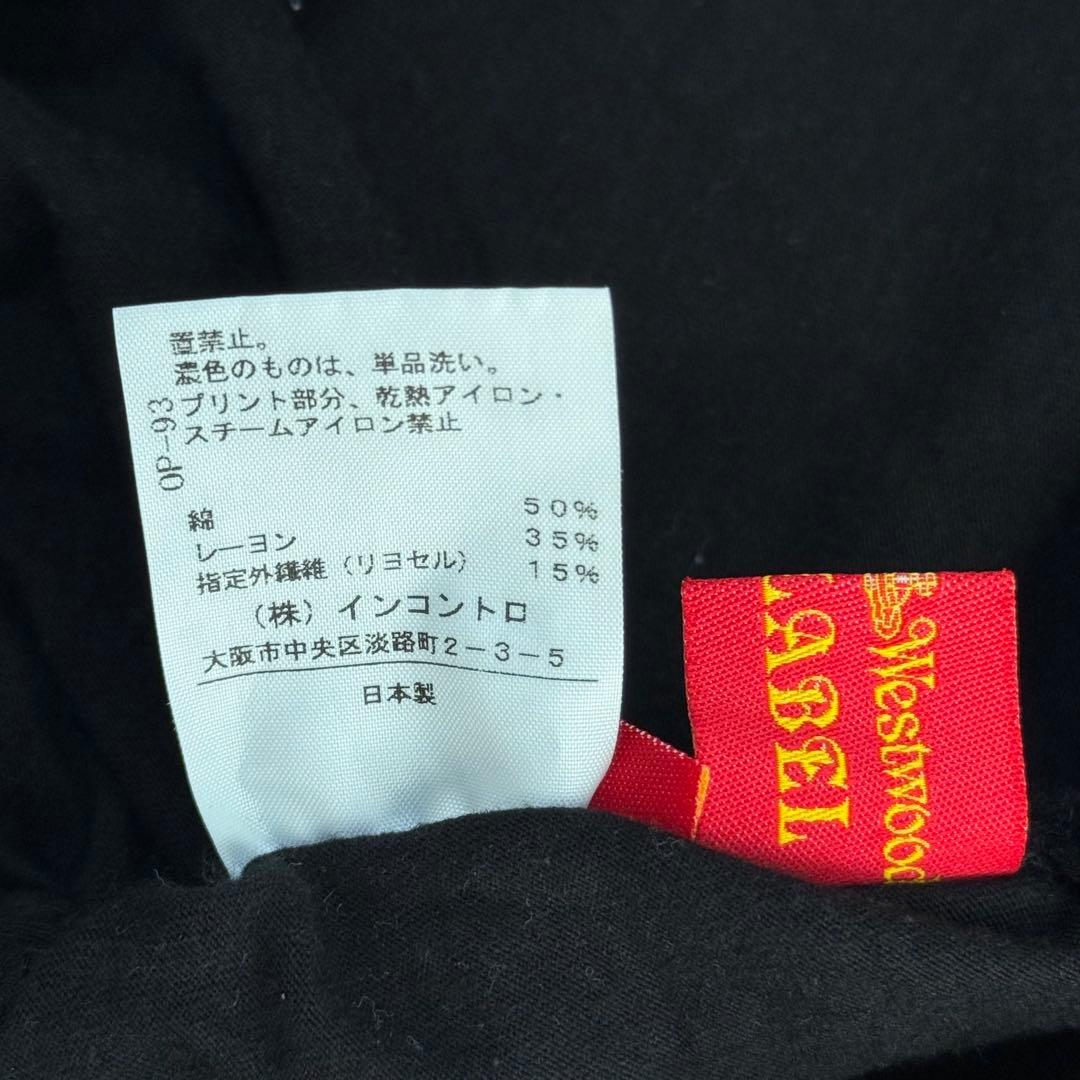 置禁止。
濃色のものは、単品洗い。
プリント部分、乾熱アイロン・
スチームアイロン禁止
OP-93
綿 50%
レーヨン 35%
指定外繊維（リヨセル） 15%
（株）インコントロ
大阪市中央区淡路町2-3-5
日本製
Westwood
LABEL